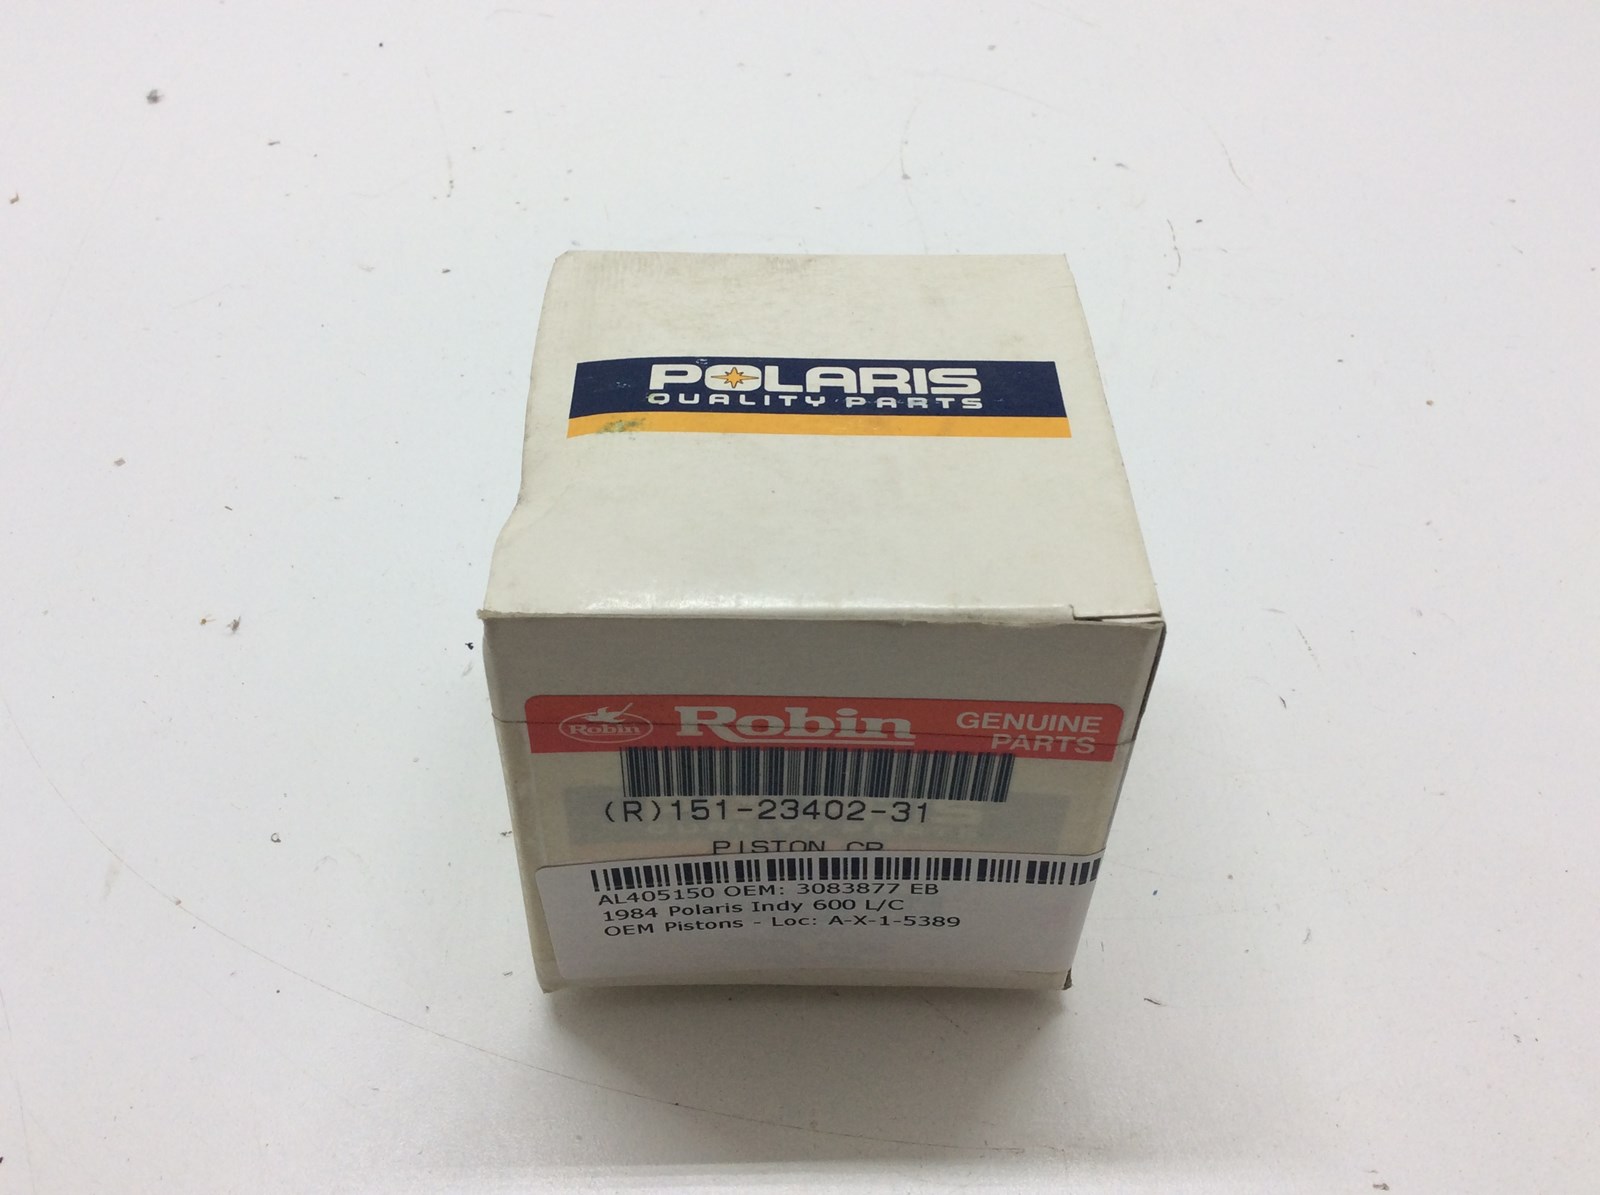 POLARIS
QUALITY PARTS
Robin Robin GENUINE
PARTS
(R)151-23402-31
PISTON CP
AL405150 OEM: 3083877 EB
1984 Polaris Indy 600 L/C
OEM Pistons - Loc: A-X-1-5389